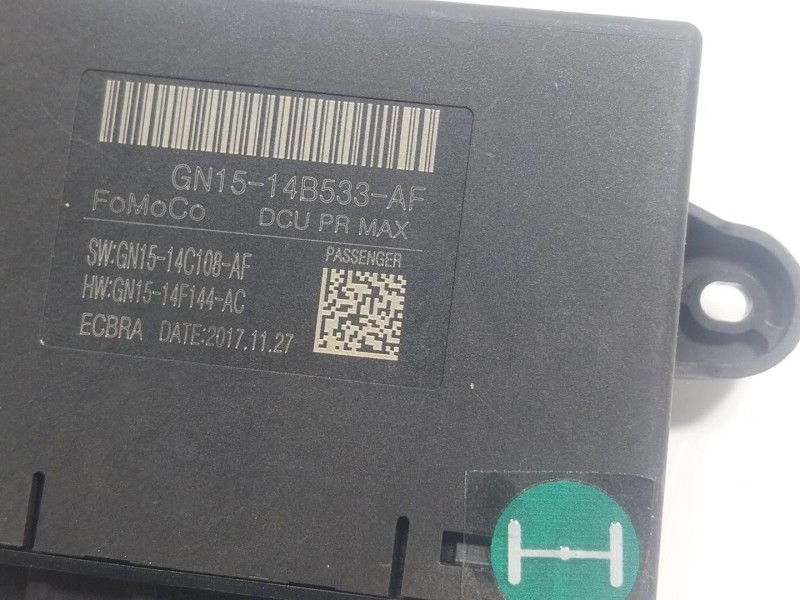 GN15-14B533-AF
FoMoCo DCU PR MAX
SW:GN15-14C108-AF
HW:GN15-14F144-AC
ECBRA DATE:2017.11.27
PASSENGER
H